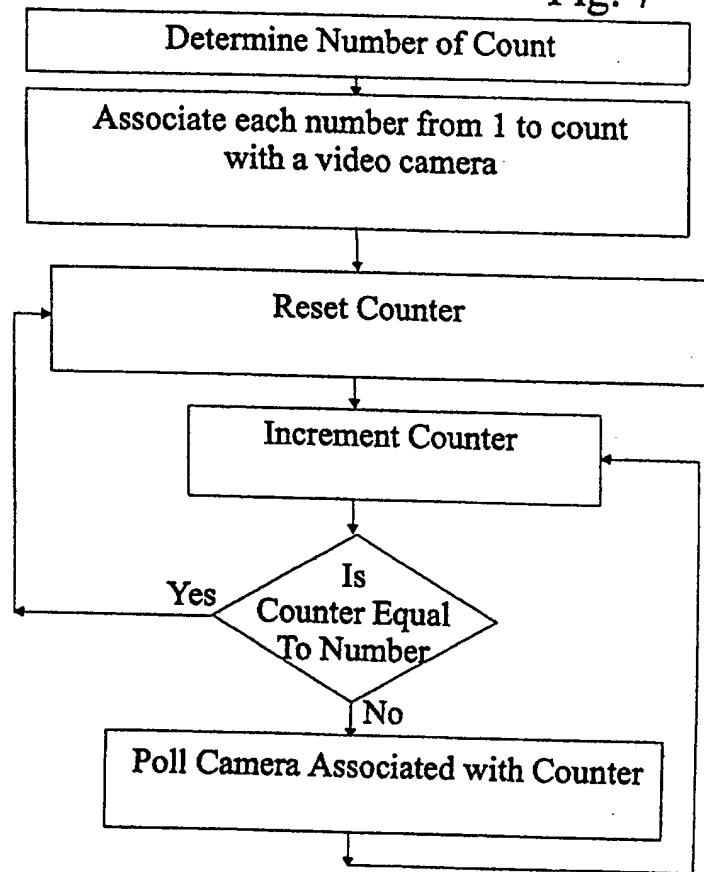 Determine Number of Count
Associate each number from 1 to count
with a video camera
Reset Counter
Increment Counter
Is
Counter Equal
To Number
Yes
No
Poll Camera Associated with Counter